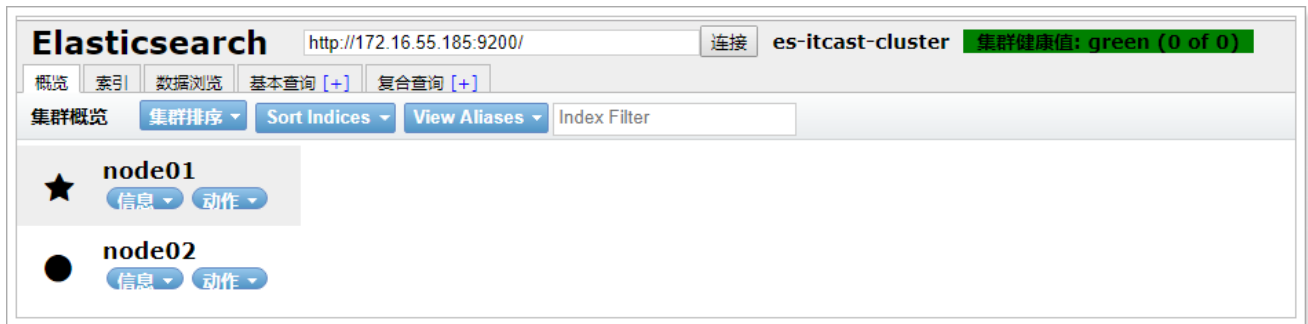 Elasticsearch http://172.16.55.185:9200/ 连接 es-itcast-cluster 集群健康值: green (0 of 0)
概览 索引 数据浏览 基本查询 [+] 复合查询 [+]
集群概览 集群排序 Sort Indices View Aliases Index Filter
node01
信息 动作
node02
信息 动作